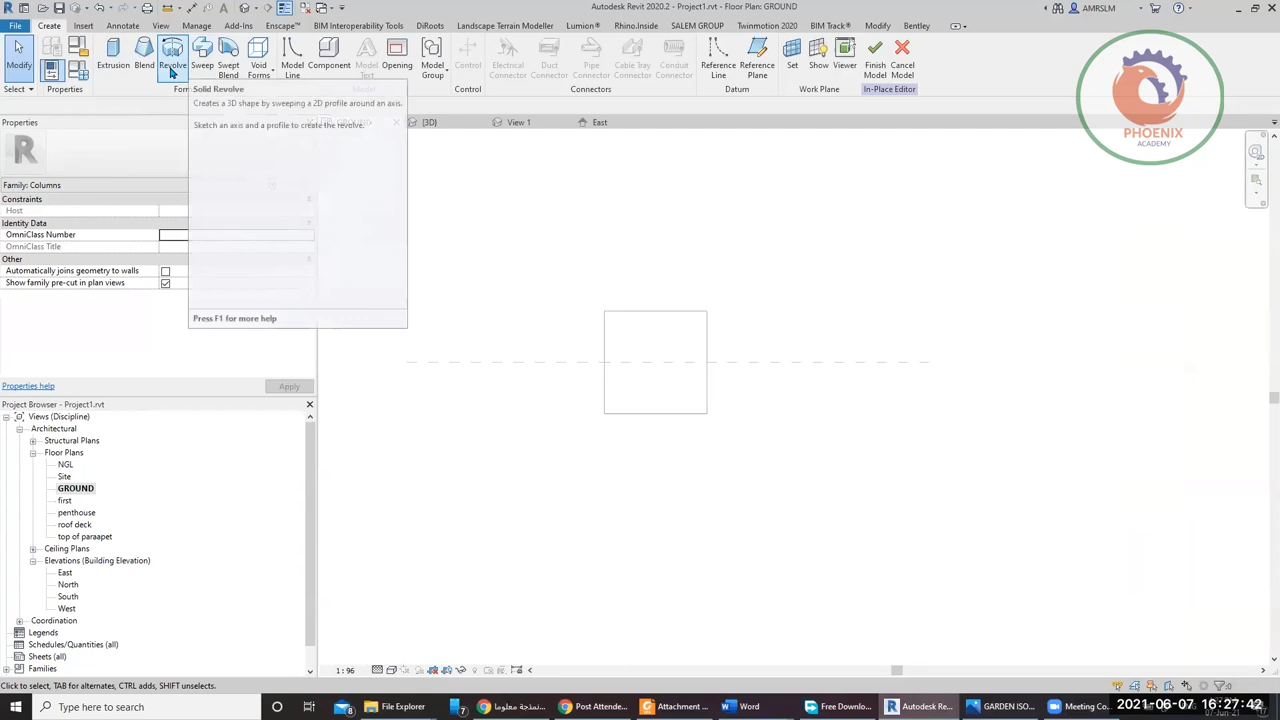 Autodesk Revit 2020.2 - Project1.rvt - Floor Plan: GROUND
AMRSLM
File Create Insert Annotate View Manage Add-Ins Enscape™ BIM Interoperability Tools DiRoots Landscape Terrain Modeller Lumion® Rhino.Inside SALEM GROUP Twinmotion 2020 BIM Track® Modify Bentley
Modify Extrusion Blend Revolve Sweep Swept Blend Void Forms Model Line Component Model Text Opening Model Group Control Electrical Connector Duct Connector Pipe Connector Cable Tray Connector Conduit Connector Reference Line Reference Plane Set Show Viewer Finish Model Cancel Model
Select Properties Control Connectors Datum Work Plane In-Place Editor
Solid Revolve
Creates a 3D shape by sweeping a 2D profile around an axis.
Sketch an axis and a profile to create the revolve.
Press F1 for more help
PHOENIX
ACADEMY
{3D} View 1 East
Properties
Family: Columns
Constraints
Host
Identity Data
OmniClass Number
OmniClass Title
Other
Automatically joins geometry to walls
Show family pre-cut in plan views
Properties help Apply
Project Browser - Project1.rvt
Views (Discipline)
Architectural
Structural Plans
Floor Plans
NGL
Site
GROUND
first
penthouse
roof deck
top of parapet
Ceiling Plans
Elevations (Building Elevation)
East
North
South
West
Coordination
Legends
Schedules/Quantities (all)
Sheets (all)
Families
1 : 96
Click to select, TAB for alternates, CTRL adds, SHIFT unselects.
:0
Type here to search
8 File Explorer 7 Post Attende... Attachment ... Word Free Downlo... Autodesk Re... GARDEN ISO... Meeting Co...
2021-06-07 16:27:42